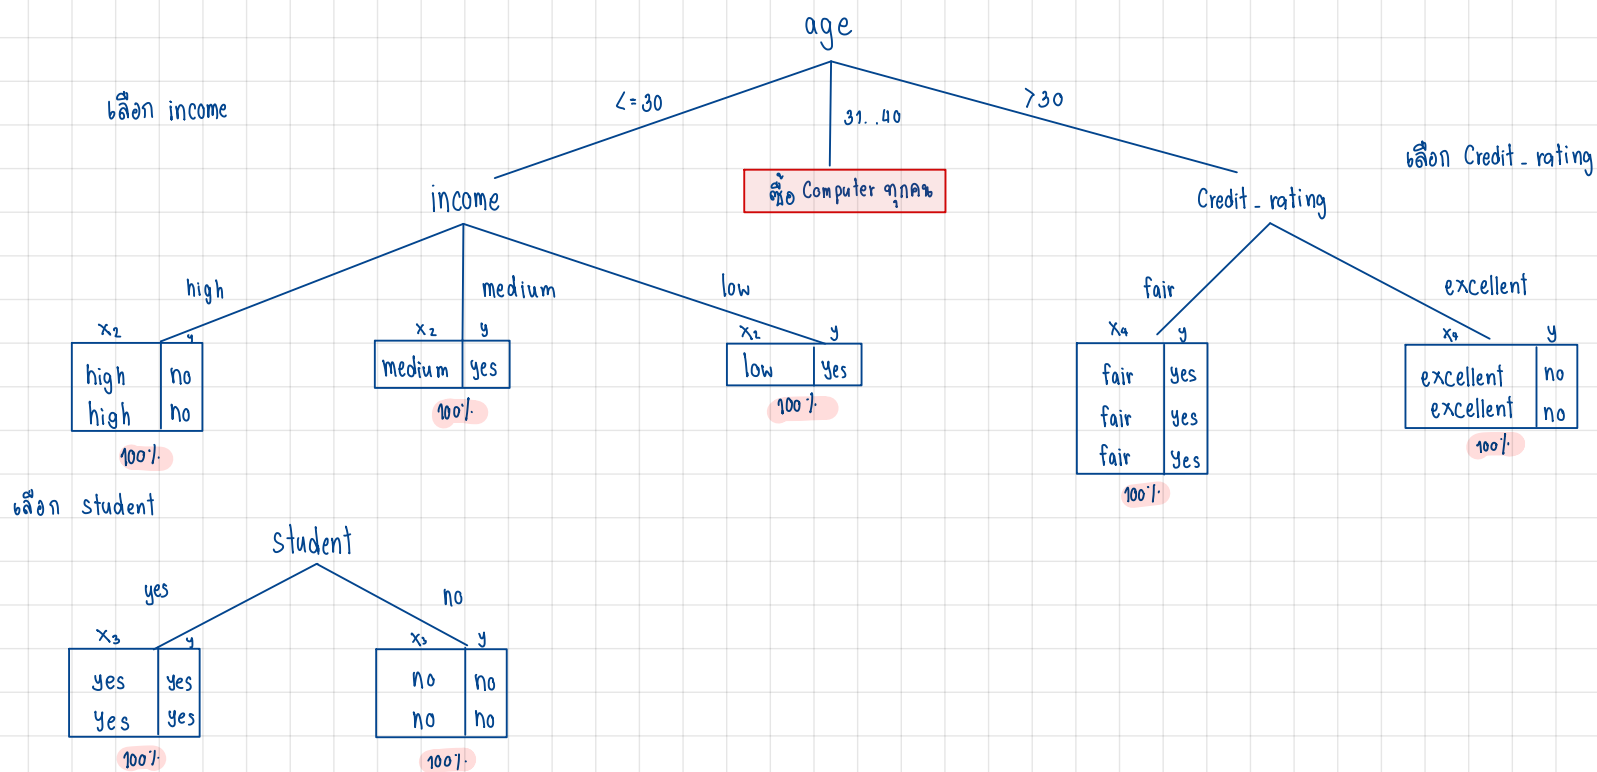 age
<=30
31..40
>30
เลือก income
เลือก Credit_rating
income
ซื้อ Computer ทุกคน
Credit_rating
high
medium
low
fair
excellent
x₂ y
high no
high no
100%
x₂ y
medium yes
100%
x₂ y
low yes
100%
x₄ y
fair yes
fair yes
fair yes
100%
x₄ y
excellent no
excellent no
100%
เลือก student
student
yes
no
x₃ y
yes yes
yes yes
100%
x₃ y
no no
no no
100%